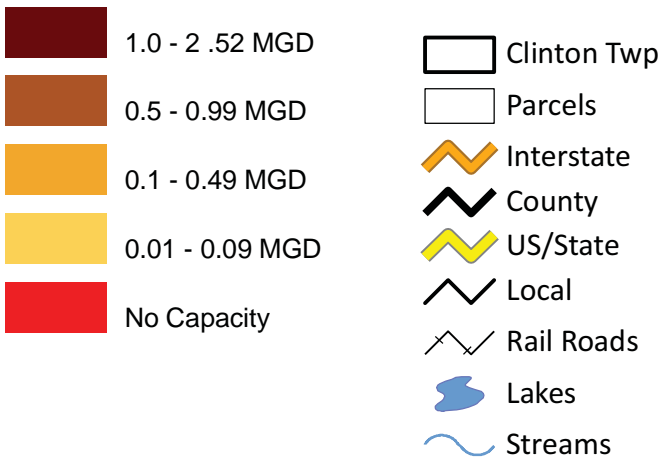 1.0 - 2 .52 MGD
0.5 - 0.99 MGD
0.1 - 0.49 MGD
0.01 - 0.09 MGD
No Capacity
Clinton Twp
Parcels
Interstate
County
US/State
Local
Rail Roads
Lakes
Streams